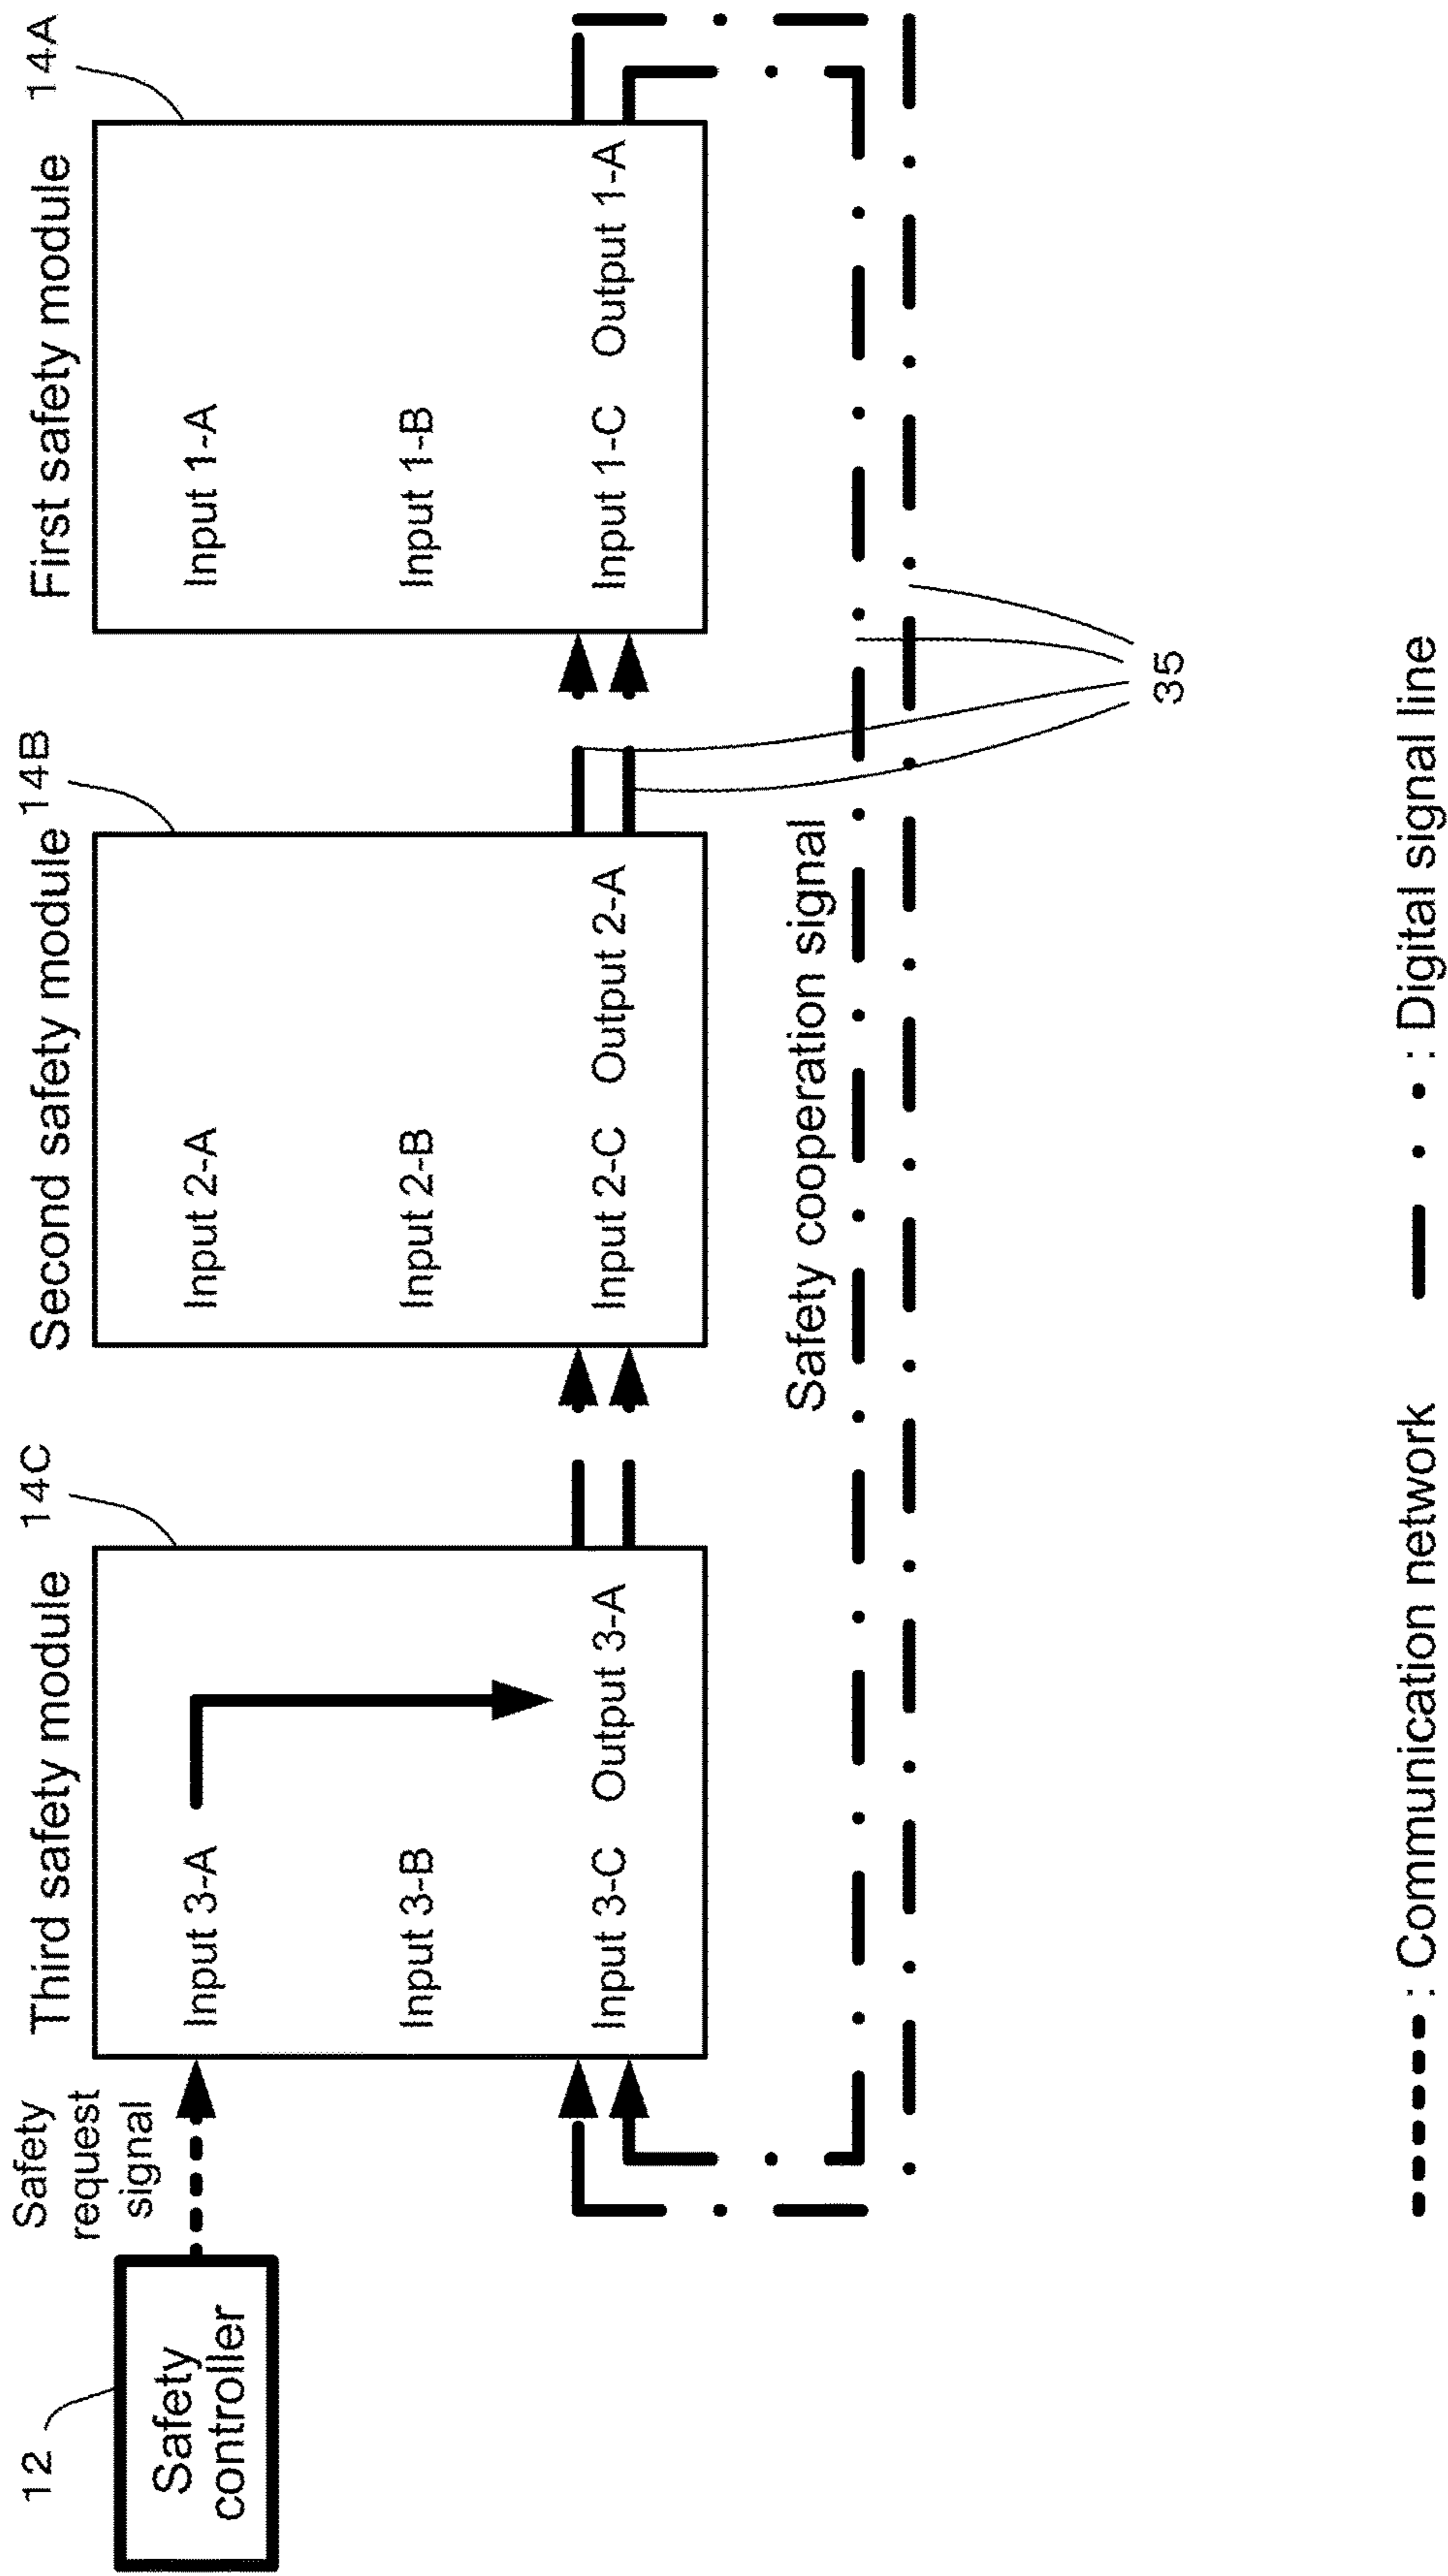 12
Safety
controller
Safety
request
signal
Third safety module
14C
Input 3-A
Input 3-B
Input 3-C
Output 3-A
Second safety module
14B
Input 2-A
Input 2-B
Input 2-C
Output 2-A
First safety module
14A
Input 1-A
Input 1-B
Input 1-C
Output 1-A
Safety cooperation signal
35
: Communication network
: Digital signal line